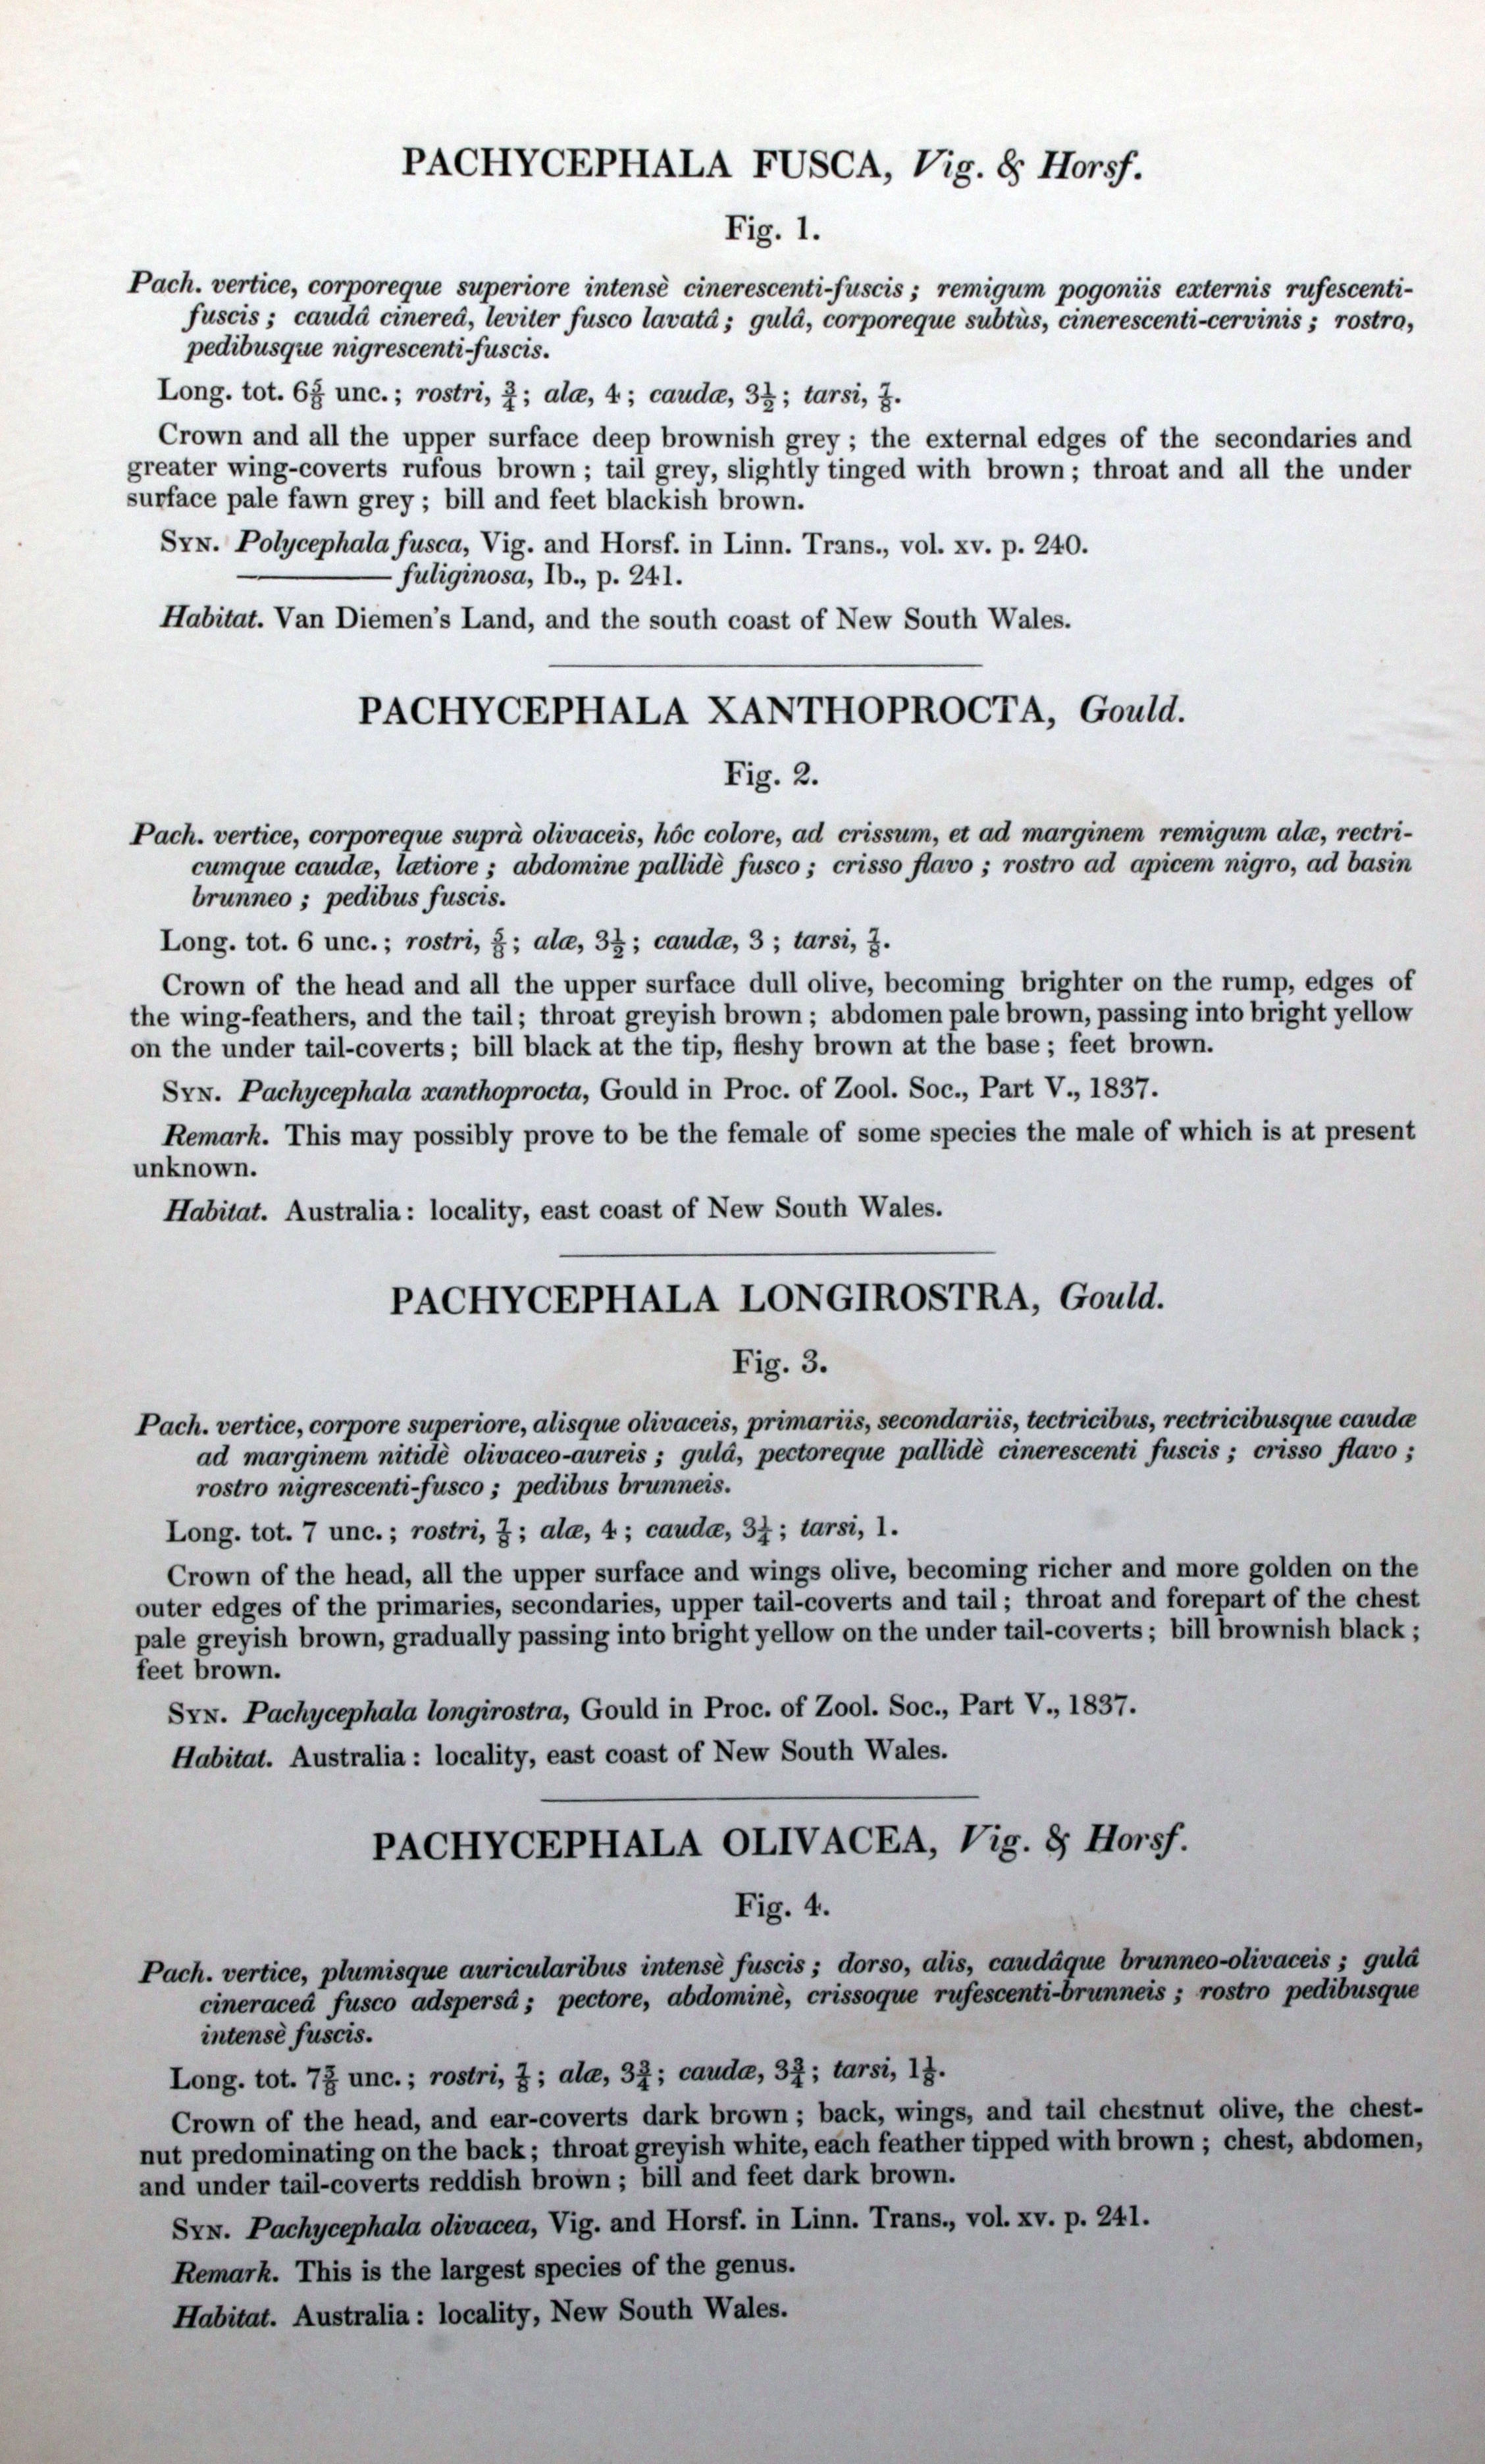 PACHYCEPHALA FUSCA, Vig. & Horsf.
Fig. 1.
Pach. vertice, corporeque superiore intensè cinerescenti-fuscis; remigum pogoniis externis rufescenti-
fuscis; caudâ cinereâ, leviter fusco lavatâ; gulâ, corporeque subtùs, cinerescenti-cervinis; rostro,
pedibusque nigrescenti-fuscis.
Long. tot. unc.; rostri, ; alæ, 4; caudæ, 3½; tarsi, .
Crown and all the upper surface deep brownish grey; the external edges of the secondaries and
greater wing-coverts rufous brown; tail grey, slightly tinged with brown; throat and all the under
surface pale fawn grey; bill and feet blackish brown.
Syn. Polycephala fusca, Vig. and Horsf. in Linn. Trans., vol. xv. p. 240.
——— fuliginosa, Ib., p. 241.
Habitat. Van Diemen's Land, and the south coast of New South Wales.
PACHYCEPHALA XANTHOPROCTA, Gould.
Fig. 2.
Pach. vertice, corporeque suprà olivaceis, hôc colore, ad crissum, et ad marginem remigum alæ, rectri-
cumque caudæ, lætiore; abdomine pallidè fusco; crisso flavo; rostro ad apicem nigro, ad basin
brunneo; pedibus fuscis.
Long. tot. 6 unc.; rostri, ; alæ, 3½; caudæ, 3; tarsi, .
Crown of the head and all the upper surface dull olive, becoming brighter on the rump, edges of
the wing-feathers, and the tail; throat greyish brown; abdomen pale brown, passing into bright yellow
on the under tail-coverts; bill black at the tip, fleshy brown at the base; feet brown.
Syn. Pachycephala xanthoprocta, Gould in Proc. of Zool. Soc., Part V., 1837.
Remark. This may possibly prove to be the female of some species the male of which is at present
unknown.
Habitat. Australia: locality, east coast of New South Wales.
PACHYCEPHALA LONGIROSTRA, Gould.
Fig. 3.
Pach. vertice, corpore superiore, alisque olivaceis, primariis, secondariis, tectricibus, rectricibusque caudæ
ad marginem nitidè olivaceo-aureis; gulâ, pectoreque pallidè cinerescenti fuscis; crisso flavo;
rostro nigrescenti-fusco; pedibus brunneis.
Long. tot. 7 unc.; rostri, ; alæ, 4; caudæ, ; tarsi, 1.
Crown of the head, all the upper surface and wings olive, becoming richer and more golden on the
outer edges of the primaries, secondaries, upper tail-coverts and tail; throat and forepart of the chest
pale greyish brown, gradually passing into bright yellow on the under tail-coverts; bill brownish black;
feet brown.
Syn. Pachycephala longirostra, Gould in Proc. of Zool. Soc., Part V., 1837.
Habitat. Australia: locality, east coast of New South Wales.
PACHYCEPHALA OLIVACEA, Vig. & Horsf.
Fig. 4.
Pach. vertice, plumisque auricularibus intensè fuscis; dorso, alis, caudâque brunneo-olivaceis; gulâ
cineraceâ fusco adspersâ; pectore, abdominè, crissoque rufescenti-brunneis; rostro pedibusque
intensè fuscis.
Long. tot. unc.; rostri, ; alæ, ; caudæ, ; tarsi, .
Crown of the head, and ear-coverts dark brown; back, wings, and tail chestnut olive, the chest-
nut predominating on the back; throat greyish white, each feather tipped with brown; chest, abdomen,
and under tail-coverts reddish brown; bill and feet dark brown.
Syn. Pachycephala olivacea, Vig. and Horsf. in Linn. Trans., vol. xv. p. 241.
Remark. This is the largest species of the genus.
Habitat. Australia: locality, New South Wales.